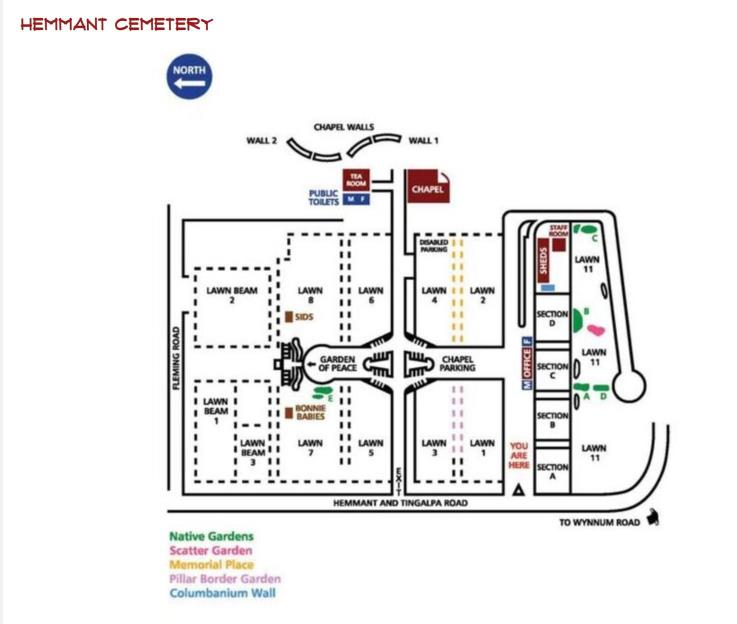 HEMMANT CEMETERY
NORTH
CHAPEL WALLS
WALL 2
WALL 1
TEA
ROOM
CHAPEL
PUBLIC
TOILETS
M F
STAFF
ROOM
C
DISABLED
PARKING
SHEDS
LAWN
11
LAWN BEAM
2
LAWN
8
LAWN
6
LAWN
4
LAWN
2
SIDS
SECTION
D
B
FLEMING ROAD
GARDEN
OF PEACE
CHAPEL
PARKING
M OFFICE F
SECTION
C
LAWN
11
A D
E
LAWN
BEAM
1
BONNIE
BABIES
SECTION
B
LAWN
BEAM
3
LAWN
7
LAWN
5
LAWN
3
LAWN
1
YOU
ARE
HERE
SECTION
A
LAWN
11
EXIT
HEMMANT AND TINGALPA ROAD
TO WYNNUM ROAD
Native Gardens
Scatter Garden
Memorial Place
Pillar Border Garden
Columbanium Wall